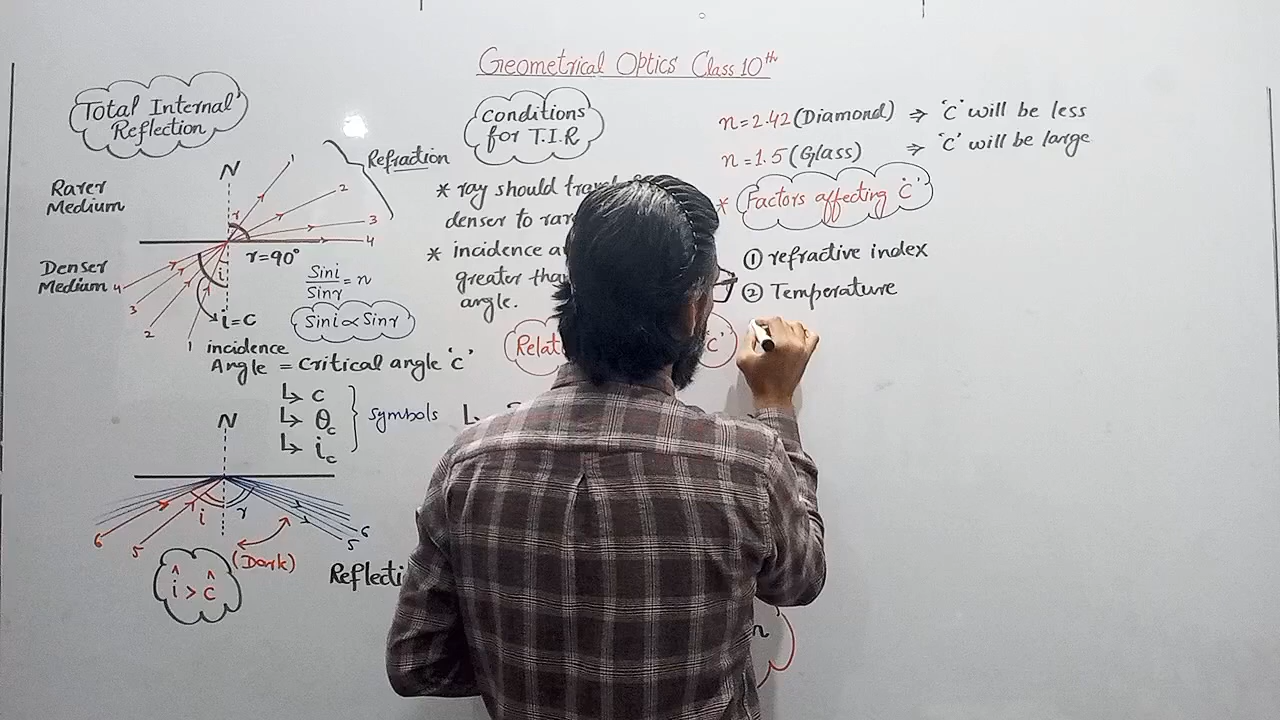 Geometrical Optics Class 10th
Total Internal
Reflection
N
1
2
3
4
Refraction
Rarer
Medium
r
r=90°
Denser
Medium
4
3
2
1
i
i=c
Sini
Sinr
= n
Sini ∝ Sinr
incidence
Angle = Critical angle 'c'
↳ c
↳ θc
↳ ic
symbols
N
i
r
6
5
5
6
(Dark)
î > ĉ
Conditions
for T.I.R
* ray should
denser to
* incidence
greater
angle.
'c'
n
n=2.42 (Diamond) ⇒ 'c' will be less
n=1.5 (Glass) ⇒ 'c' will be large
* Factors affecting 'c'
① refractive index
② Temperature